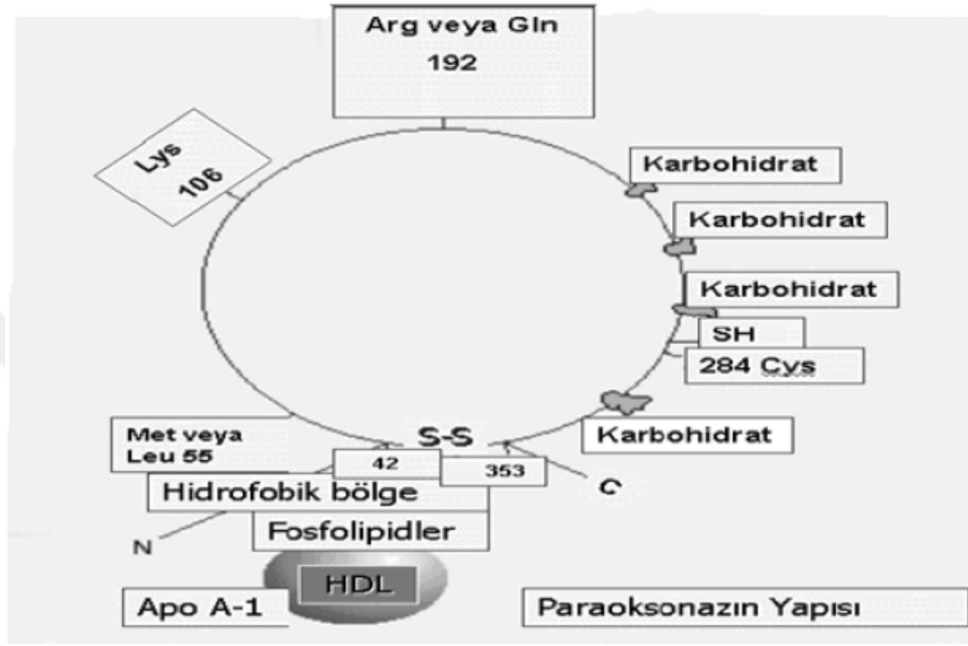 Arg veya Gln
192
Lys
106
Karbohidrat
Karbohidrat
Karbohidrat
SH
284 Cys
Karbohidrat
S-S
Met veya
Leu 55
42
353
C
Hidrofobik bölge
Fosfolipidler
N
HDL
Apo A-1
Paraoksonazın Yapısı